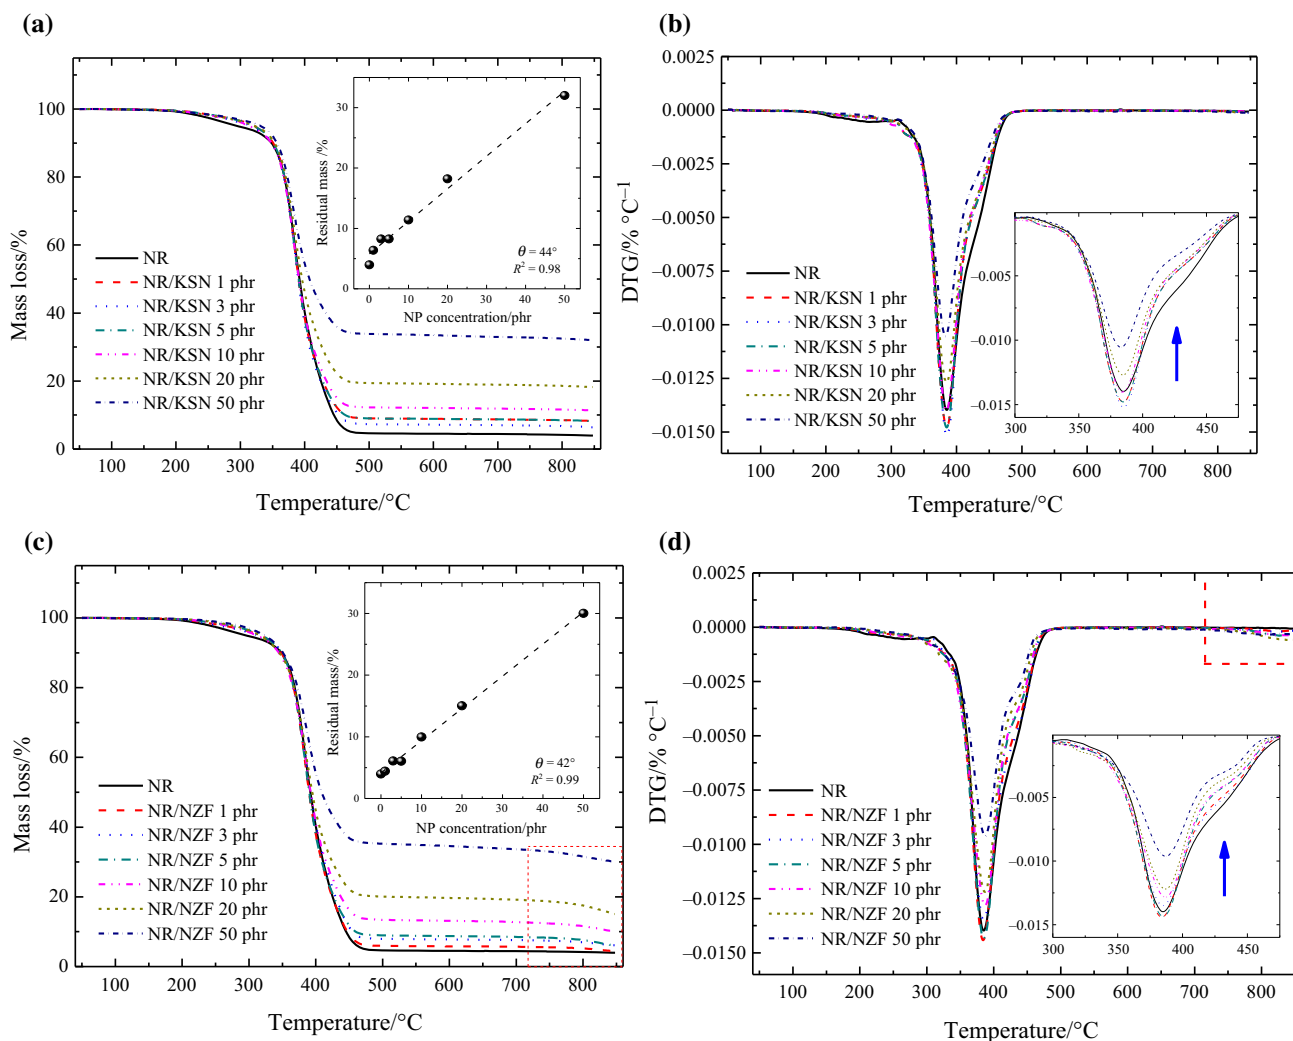 (a)
Mass loss/%
100
80
60
40
20
0
100 200 300 400 500 600 700 800
Temperature/°C
NR
NR/KSN 1 phr
NR/KSN 3 phr
NR/KSN 5 phr
NR/KSN 10 phr
NR/KSN 20 phr
NR/KSN 50 phr
Residual mass /%
30
20
10
0
0 10 20 30 40 50
NP concentration/phr
θ = 44°
R² = 0.98
(b)
DTG/% °C⁻¹
0.0025
0.0000
−0.0025
−0.0050
−0.0075
−0.0100
−0.0125
−0.0150
100 200 300 400 500 600 700 800
Temperature/°C
NR
NR/KSN 1 phr
NR/KSN 3 phr
NR/KSN 5 phr
NR/KSN 10 phr
NR/KSN 20 phr
NR/KSN 50 phr
−0.005
−0.010
−0.015
300 350 400 450
(c)
Mass loss/%
100
80
60
40
20
0
100 200 300 400 500 600 700 800
Temperature/°C
NR
NR/NZF 1 phr
NR/NZF 3 phr
NR/NZF 5 phr
NR/NZF 10 phr
NR/NZF 20 phr
NR/NZF 50 phr
Residual mass/%
30
20
10
0
0 10 20 30 40 50
NP concentration/phr
θ = 42°
R² = 0.99
(d)
DTG/% °C⁻¹
0.0025
0.0000
−0.0025
−0.0050
−0.0075
−0.0100
−0.0125
−0.0150
100 200 300 400 500 600 700 800
Temperature/°C
NR
NR/NZF 1 phr
NR/NZF 3 phr
NR/NZF 5 phr
NR/NZF 10 phr
NR/NZF 20 phr
NR/NZF 50 phr
−0.005
−0.010
−0.015
300 350 400 450